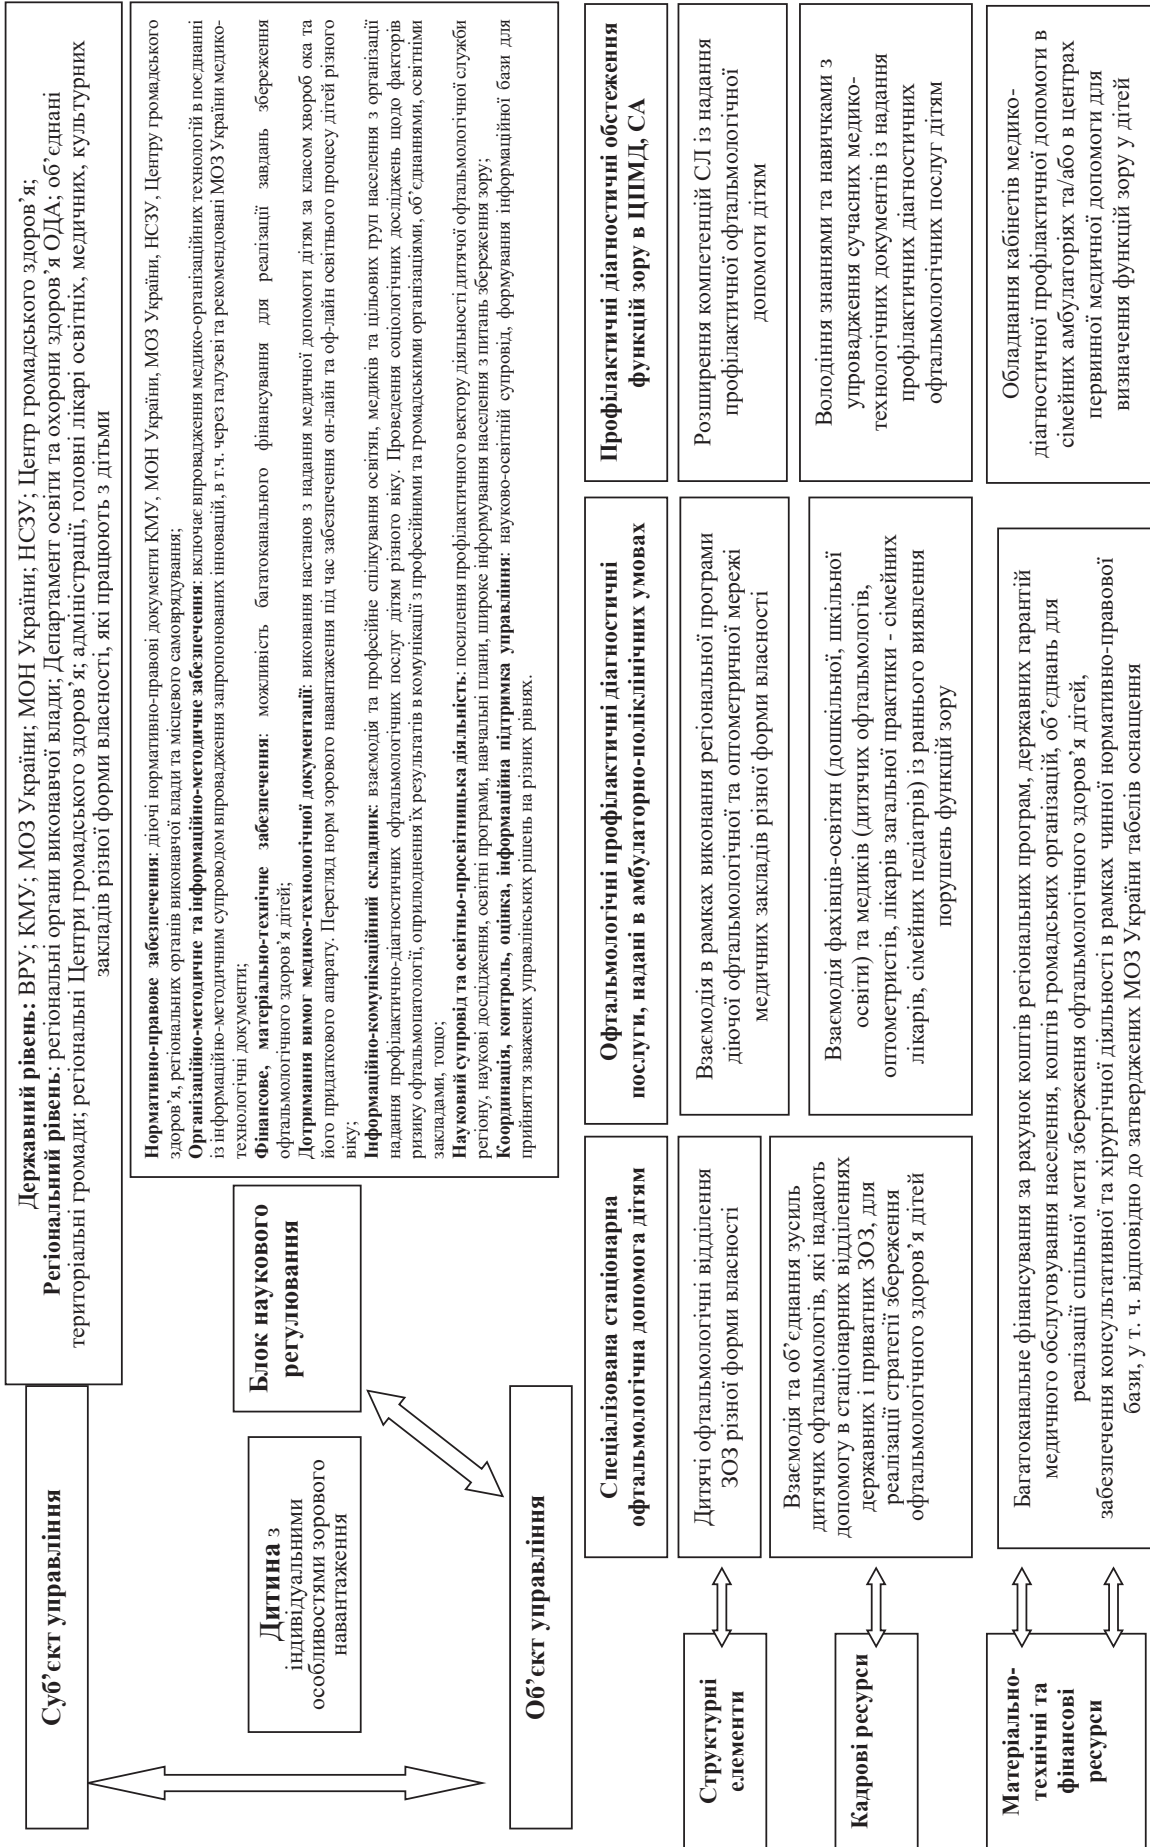 Суб’єкт управління
Державний рівень: ВРУ; КМУ; МОЗ України; МОН України; НСЗУ; Центр громадського здоров’я;
Регіональний рівень: регіональні органи виконавчої влади; Департамент освіти та охорони здоров’я ОДА; об’єднані
територіальні громади; регіональні Центри громадського здоров’я; адміністрації, головні лікарі освітніх, медичних, культурних
закладів різної форми власності, які працюють з дітьми
Дитина з
індивідуальними
особливостями зорового
навантаження
Блок наукового
регулювання
Нормативно-правове забезпечення: діючі нормативно-правові документи КМУ, МОН України, МОЗ України, НСЗУ, Центру громадського
здоров’я, регіональних органів виконавчої влади та місцевого самоврядування;
Організаційно-методичне та інформаційно-методичне забезпечення: включає впровадження медико-організаційних технологій в поєднанні
із інформаційно-методичним супроводом впровадження запропонованих інновацій, в т.ч. через галузеві та рекомендовані МОЗ України медико-
технологічні документи;
Фінансове, матеріально-технічне забезпечення: можливість багатоканального фінансування для реалізації завдань збереження
офтальмологічного здоров’я дітей;
Дотримання вимог медико-технологічної документації: виконання настанов з надання медичної допомоги дітям за класом хвороб ока та
його придаткового апарату. Перегляд норм зорового навантаження під час забезпечення он-лайн та оф-лайн освітнього процесу дітей різного
віку;
Інформаційно-комунікаційний складник: взаємодія та професійне спілкування освітян, медиків та цільових груп населення з організації
надання профілактично-діагностичних офтальмологічних послуг дітям різного віку. Проведення соціологічних досліджень щодо факторів
ризику офтальмопатології, оприлюднення їх результатів в комунікації з професійними та громадськими організаціями, об’єднаннями, освітніми
закладами, тощо;
Науковий супровід та освітньо-просвітницька діяльність: посилення профілактичного вектору діяльності дитячої офтальмологічної служби
регіону, наукові дослідження, освітні програми, навчальні плани, широке інформування населення з питань збереження зору;
Координація, контроль, оцінка, інформаційна підтримка управління: науково-освітній супровід, формування інформаційної бази для
прийняття зважених управлінських рішень на різних рівнях.
Об’єкт управління
Спеціалізована стаціонарна
офтальмологічна допомога дітям
Офтальмологічні профілактичні діагностичні
послуги, надані в амбулаторно-поліклінічних умовах
Профілактичні діагностичні обстеження
функцій зору в ЦПМД, СА
Структурні
елементи
Дитячі офтальмологічні відділення
ЗОЗ різної форми власності
Взаємодія в рамках виконання регіональної програми
діючої офтальмологічної та оптометричної мережі
медичних закладів різної форми власності
Розширення компетенцій СЛ із надання
профілактичної офтальмологічної
допомоги дітям
Кадрові ресурси
Взаємодія та об’єднання зусиль
дитячих офтальмологів, які надають
допомогу в стаціонарних відділеннях
державних і приватних ЗОЗ, для
реалізації стратегії збереження
офтальмологічного здоров’я дітей
Взаємодія фахівців-освітян (дошкільної, шкільної
освіти) та медиків (дитячих офтальмологів,
оптометристів, лікарів загальної практики - сімейних
лікарів, сімейних педіатрів) із раннього виявлення
порушень функцій зору
Володіння знаннями та навичками з
упровадження сучасних медико-
технологічних документів із надання
профілактичних діагностичних
офтальмологічних послуг дітям
Матеріально-
технічні та
фінансові
ресурси
Багатоканальне фінансування за рахунок коштів регіональних програм, державних гарантій
медичного обслуговування населення, коштів громадських організацій, об’єднань для
реалізації спільної мети збереження офтальмологічного здоров’я дітей,
забезпечення консультативної та хірургічної діяльності в рамках чинної нормативно-правової
бази, у т. ч. відповідно до затверджених МОЗ України табелів оснащення
Обладнання кабінетів медико-
діагностичної профілактичної допомоги в
сімейних амбулаторіях та/або в центрах
первинної медичної допомоги для
визначення функцій зору у дітей